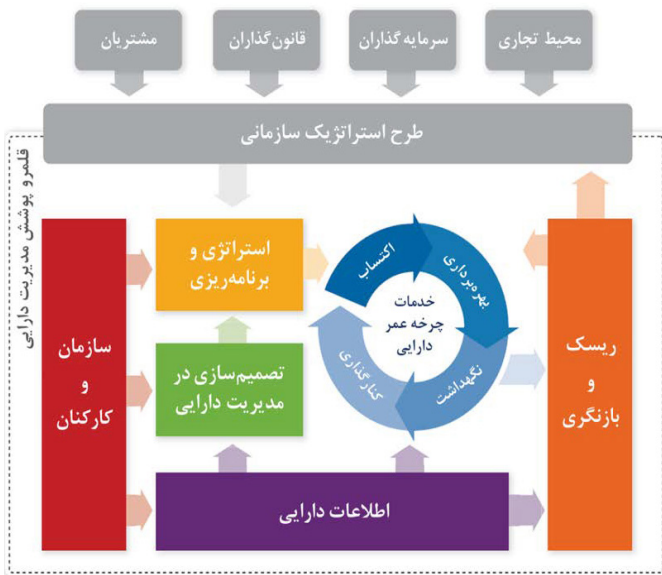 محیط تجاری
سرمایه‌گذاران
قانون‌گذاران
مشتریان
طرح استراتژیک سازمانی
قلمرو پوشش مدیریت دارایی
سازمان
و
کارکنان
استراتژی و
برنامه‌ریزی
تصمیم‌سازی در
مدیریت دارایی
اکتساب
بهره‌برداری
نگهداشت
کنارگذاری
خدمات
چرخه عمر
دارایی
ریسک
و
بازنگری
اطلاعات دارایی